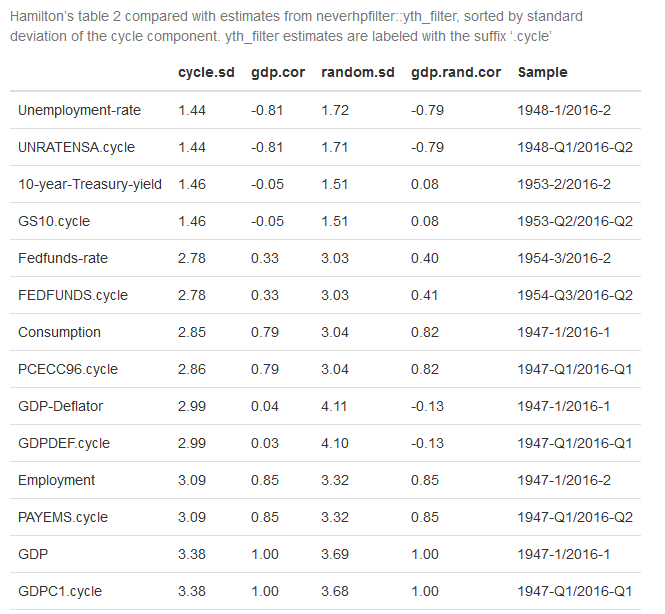 Hamilton’s table 2 compared with estimates from neverhpfilter::yth_filter, sorted by standard
deviation of the cycle component. yth_filter estimates are labeled with the suffix ‘.cycle’
cycle.sd gdp.cor random.sd gdp.rand.cor Sample
Unemployment-rate 1.44 -0.81 1.72 -0.79 1948-1/2016-2
UNRATENSA.cycle 1.44 -0.81 1.71 -0.79 1948-Q1/2016-Q2
10-year-Treasury-yield 1.46 -0.05 1.51 0.08 1953-2/2016-2
GS10.cycle 1.46 -0.05 1.51 0.08 1953-Q2/2016-Q2
Fedfunds-rate 2.78 0.33 3.03 0.40 1954-3/2016-2
FEDFUNDS.cycle 2.78 0.33 3.03 0.41 1954-Q3/2016-Q2
Consumption 2.85 0.79 3.04 0.82 1947-1/2016-1
PCECC96.cycle 2.86 0.79 3.04 0.82 1947-Q1/2016-Q1
GDP-Deflator 2.99 0.04 4.11 -0.13 1947-1/2016-1
GDPDEF.cycle 2.99 0.03 4.10 -0.13 1947-Q1/2016-Q1
Employment 3.09 0.85 3.32 0.85 1947-1/2016-2
PAYEMS.cycle 3.09 0.85 3.32 0.85 1947-Q1/2016-Q2
GDP 3.38 1.00 3.69 1.00 1947-1/2016-1
GDPC1.cycle 3.38 1.00 3.68 1.00 1947-Q1/2016-Q1